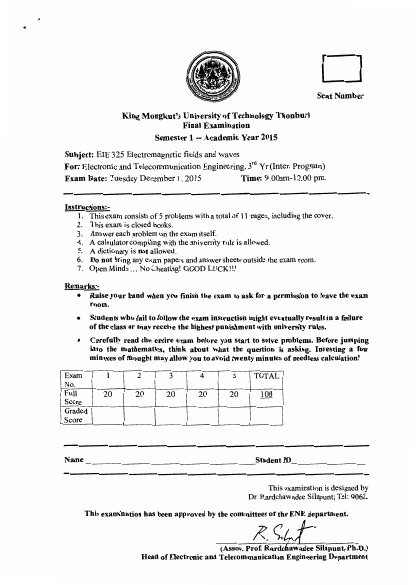 Seat Number
King Mongkut's University of Technology Thonburi
Final Examination
Semester 1 -- Academic Year 2015
Subject: EIE 325 Electromagnetic fields and waves
For: Electronic and Telecommunication Engineering, 3rd Yr (Inter. Program)
Exam Date: Tuesday December 1, 2015 Time: 9.00am-12.00 pm.
Instructions:-
1. This exam consists of 5 problems with a total of 11 pages, including the cover.
2. This exam is closed books.
3. Answer each problem on the exam itself.
4. A calculator compiling with the university rule is allowed.
5. A dictionary is not allowed.
6. Do not bring any exam papers and answer sheets outside the exam room.
7. Open Minds… No Cheating! GOOD LUCK!!!
Remarks:-
• Raise your hand when you finish the exam to ask for a permission to leave the exam
room.
• Students who fail to follow the exam instruction might eventually result in a failure
of the class or may receive the highest punishment with university rules.
• Carefully read the entire exam before you start to solve problems. Before jumping
into the mathematics, think about what the question is asking. Investing a few
minutes of thought may allow you to avoid twenty minutes of needless calculation!
Exam 1 2 3 4 5 TOTAL
No.
Full 20 20 20 20 20 100
Score
Graded
Score
Name Student ID
This examination is designed by
Dr. Rardchawadee Silapunt; Tel: 9062
This examination has been approved by the committees of the ENE department.
(Assoc. Prof. Rardchawadee Silapunt, Ph.D.)
Head of Electronic and Telecommunication Engineering Department